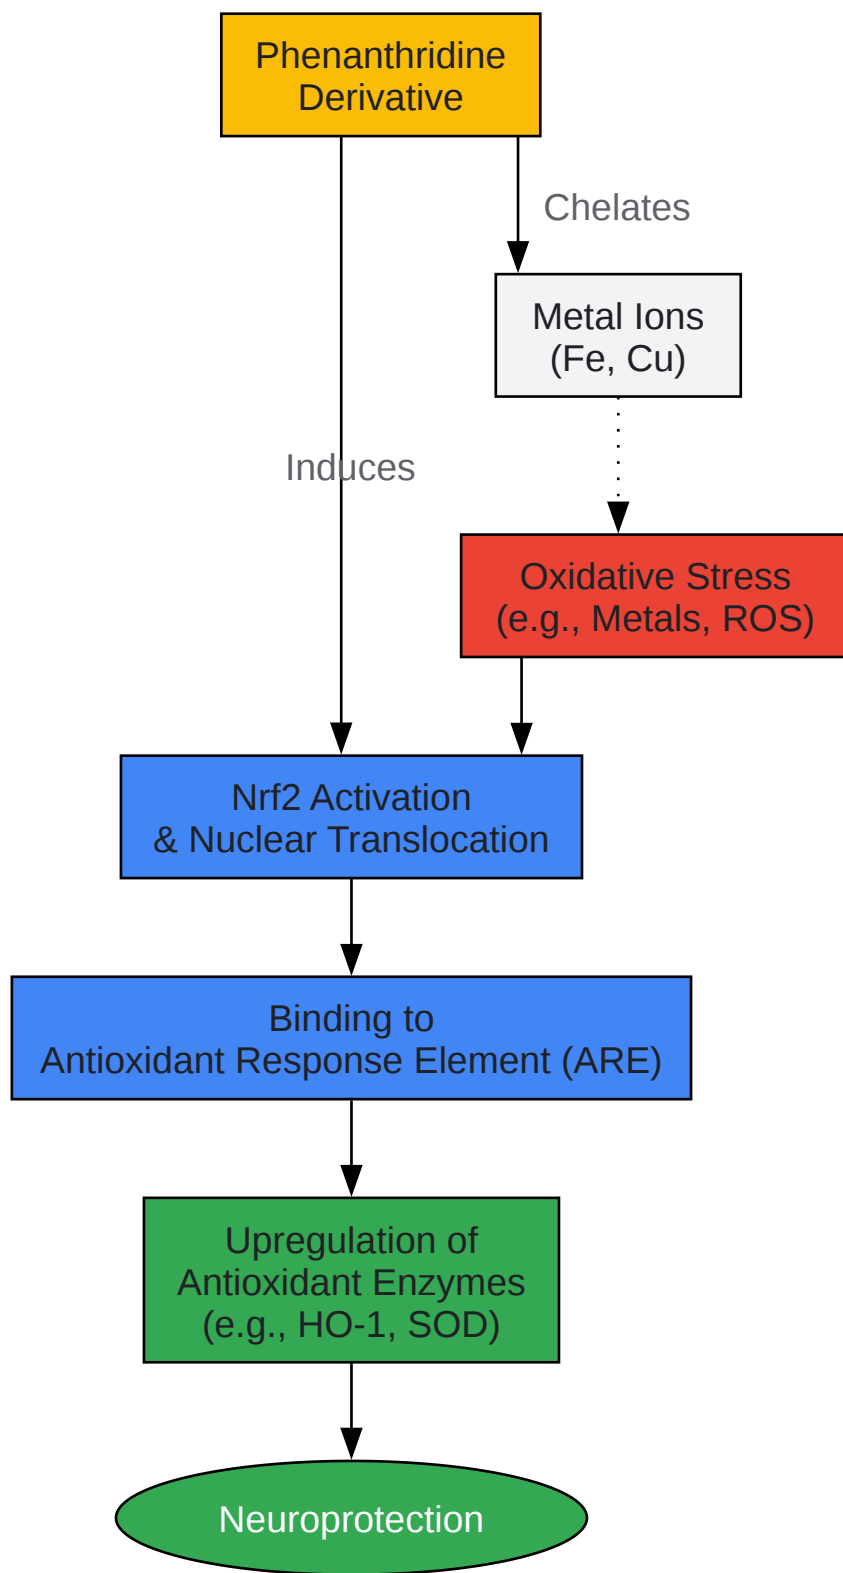 Phenanthridine
Derivative
Chelates
Metal Ions
(Fe, Cu)
Induces
Oxidative Stress
(e.g., Metals, ROS)
Nrf2 Activation
& Nuclear Translocation
Binding to
Antioxidant Response Element (ARE)
Upregulation of
Antioxidant Enzymes
(e.g., HO-1, SOD)
Neuroprotection